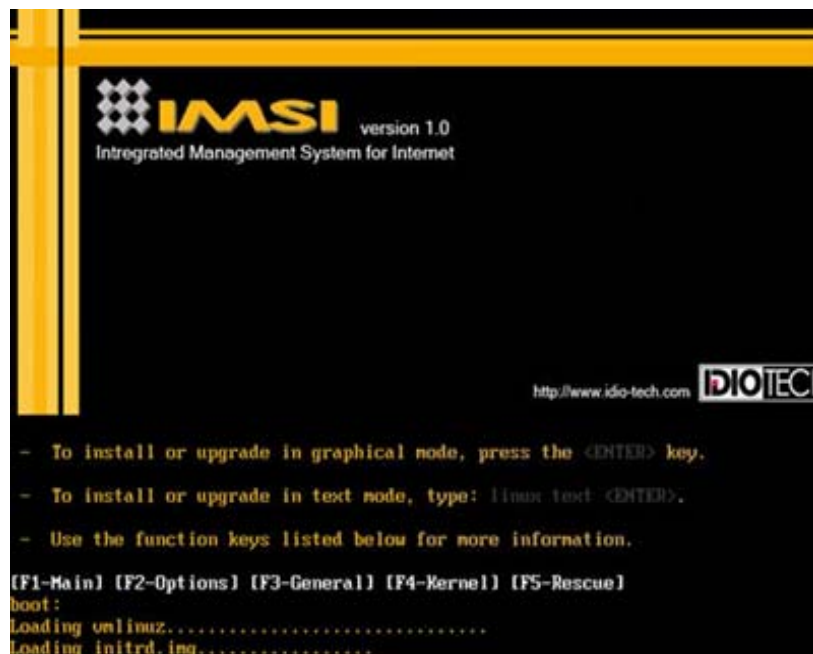 IMSI version 1.0
Intregrated Management System for Internet
http://www.idio-tech.com IDIOTECH
- To install or upgrade in graphical mode, press the <ENTER> key.
- To install or upgrade in text mode, type: linux text <ENTER>.
- Use the function keys listed below for more information.
[F1-Main] [F2-Options] [F3-General] [F4-Kernel] [F5-Rescue]
boot:
Loading vmlinuz................................
Loading initrd.img..................